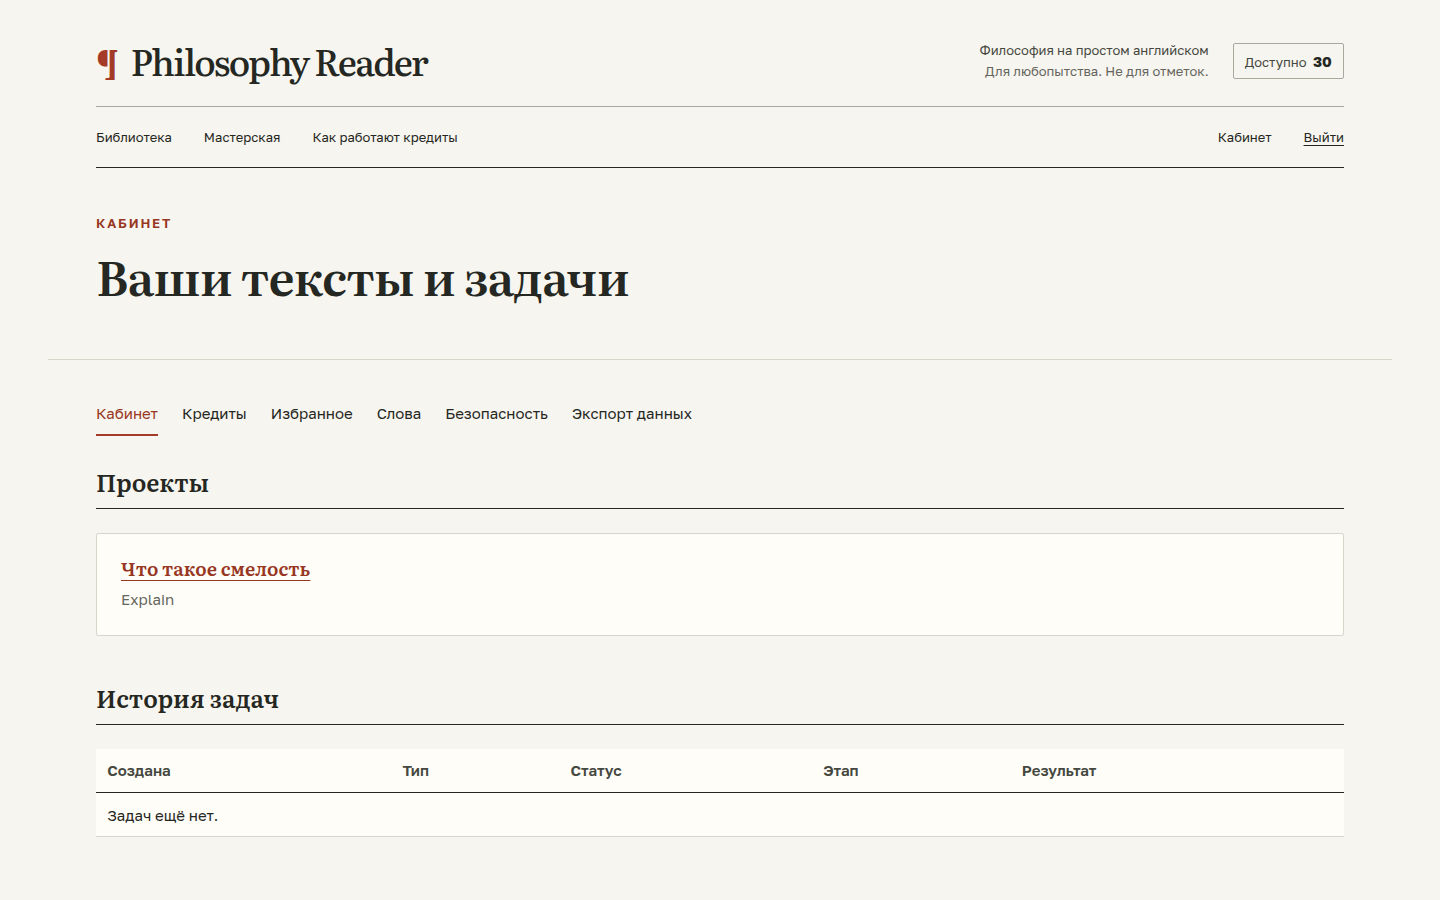 ¶ Philosophy Reader
Философия на простом английском
Для любопытства. Не для отметок.
Доступно 30
Библиотека Мастерская Как работают кредиты Кабинет Выйти
КАБИНЕТ
Ваши тексты и задачи
Кабинет Кредиты Избранное Слова Безопасность Экспорт данных
Проекты
Что такое смелость
Explain
История задач
Создана Тип Статус Этап Результат
Задач ещё нет.